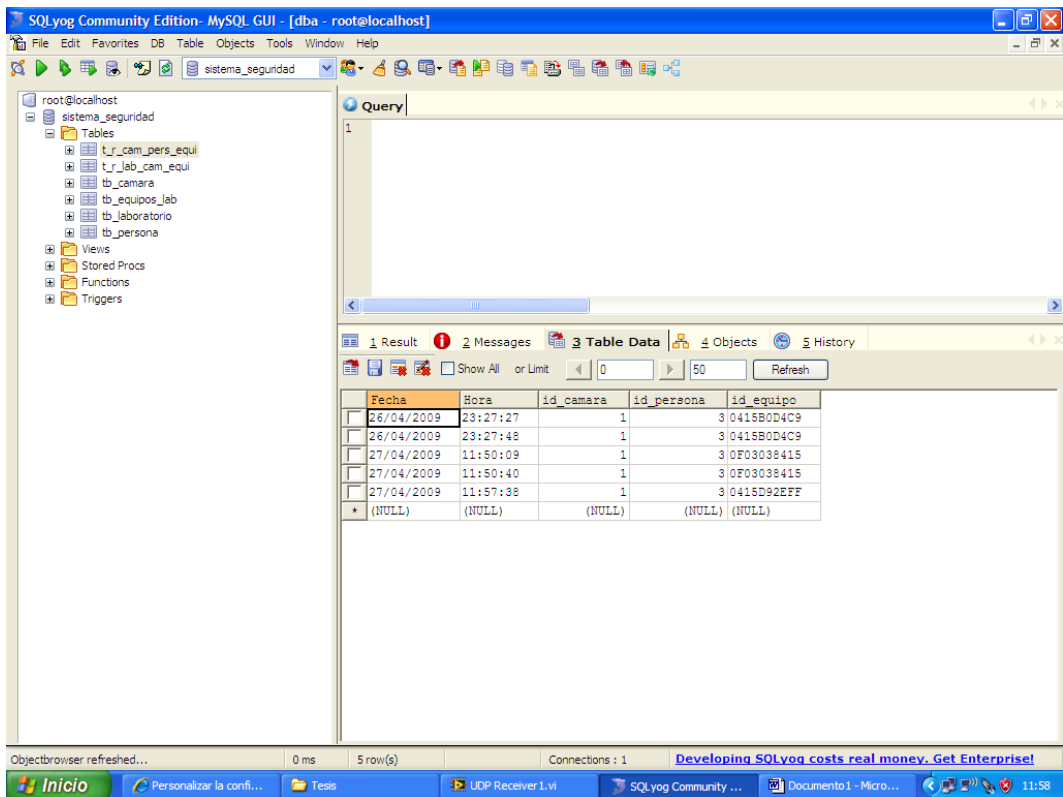 SQLyog Community Edition- MySQL GUI - [dba - root@localhost]
File Edit Favorites DB Table Objects Tools Window Help
sistema_seguridad
root@localhost
sistema_seguridad
Tables
t_r_cam_pers_equi
t_r_lab_cam_equi
tb_camara
tb_equipos_lab
tb_laboratorio
tb_persona
Views
Stored Procs
Functions
Triggers
Query
1
1 Result 2 Messages 3 Table Data 4 Objects 5 History
Show All or Limit 0 50 Refresh
Fecha Hora id_camara id_persona id_equipo
26/04/2009 23:27:27 1 3 0415B0D4C9
26/04/2009 23:27:48 1 3 0415B0D4C9
27/04/2009 11:50:09 1 3 0F03038415
27/04/2009 11:50:40 1 3 0F03038415
27/04/2009 11:57:38 1 3 0415D92EFF
* (NULL) (NULL) (NULL) (NULL) (NULL)
Objectbrowser refreshed... 0 ms 5 row(s) Connections : 1 Developing SQLyog costs real money. Get Enterprise!
Inicio Personalizar la confi... Tesis UDP Receiver1.vi SQLyog Community ... Documento1 - Micro... 11:58